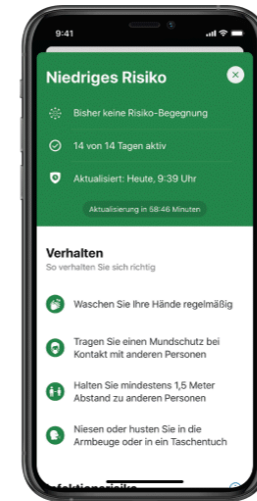 9:41
Niedriges Risiko
Bisher keine Risiko-Begegnung
14 von 14 Tagen aktiv
Aktualisiert: Heute, 9:39 Uhr
Aktualisierung in 58:46 Minuten
Verhalten
So verhalten Sie sich richtig
Waschen Sie Ihre Hände regelmäßig
Tragen Sie einen Mundschutz bei
Kontakt mit anderen Personen
Halten Sie mindestens 1,5 Meter
Abstand zu anderen Personen
Niesen oder husten Sie in die
Armbeuge oder in ein Taschentuch
Infektionsrisiko